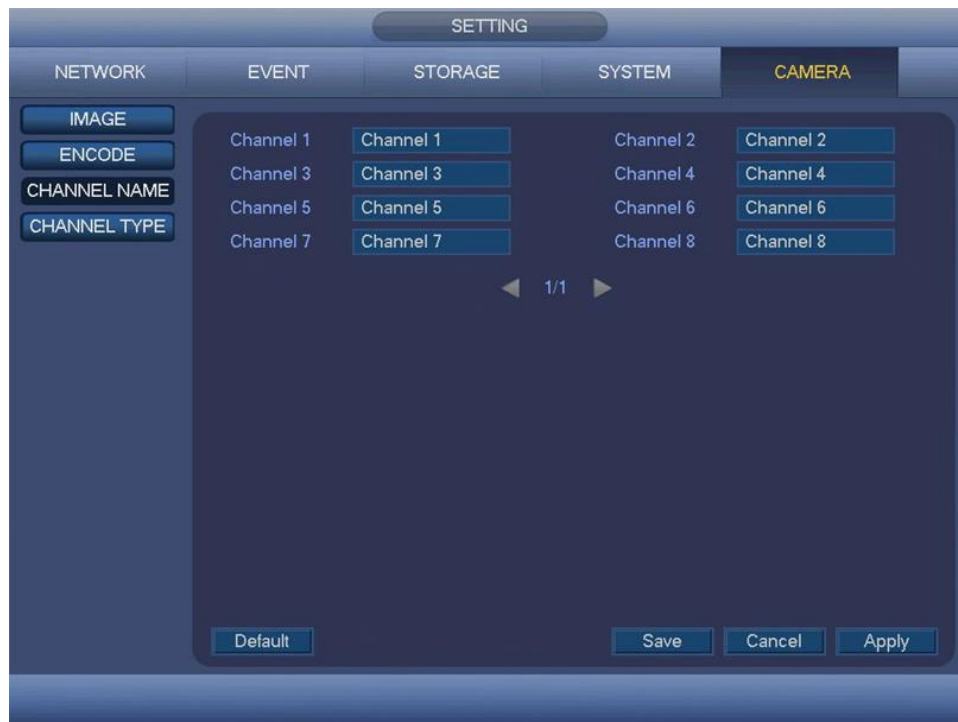 SETTING
NETWORK EVENT STORAGE SYSTEM CAMERA
IMAGE
ENCODE
CHANNEL NAME
CHANNEL TYPE
Channel 1 Channel 1 Channel 2 Channel 2
Channel 3 Channel 3 Channel 4 Channel 4
Channel 5 Channel 5 Channel 6 Channel 6
Channel 7 Channel 7 Channel 8 Channel 8
1/1
Default Save Cancel Apply